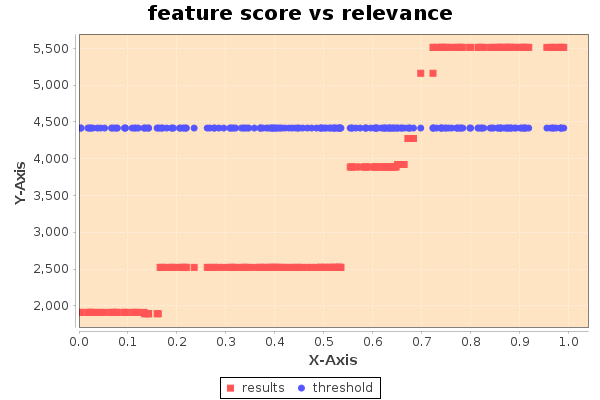 feature score vs relevance
5,500
5,000
4,500
4,000
3,500
3,000
2,500
2,000
Y-Axis
0.0 0.1 0.2 0.3 0.4 0.5 0.6 0.7 0.8 0.9 1.0
X-Axis
results threshold